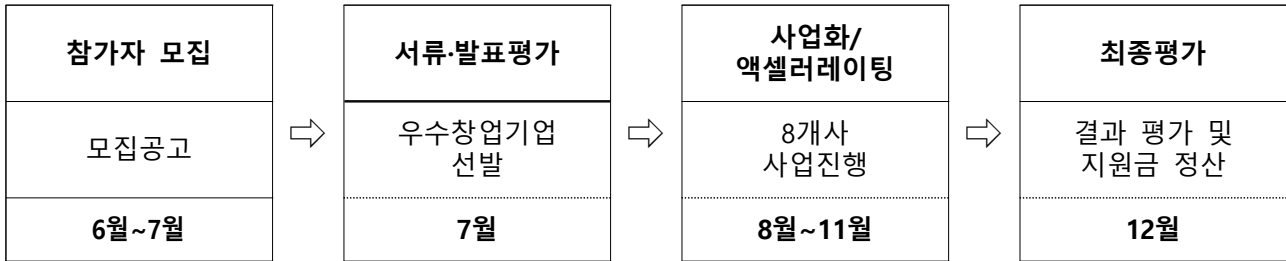 참가자 모집
모집공고
6월~7월
서류·발표평가
우수창업기업
선발
7월
사업화/
액셀러레이팅
8개사
사업진행
8월~11월
최종평가
결과 평가 및
지원금 정산
12월